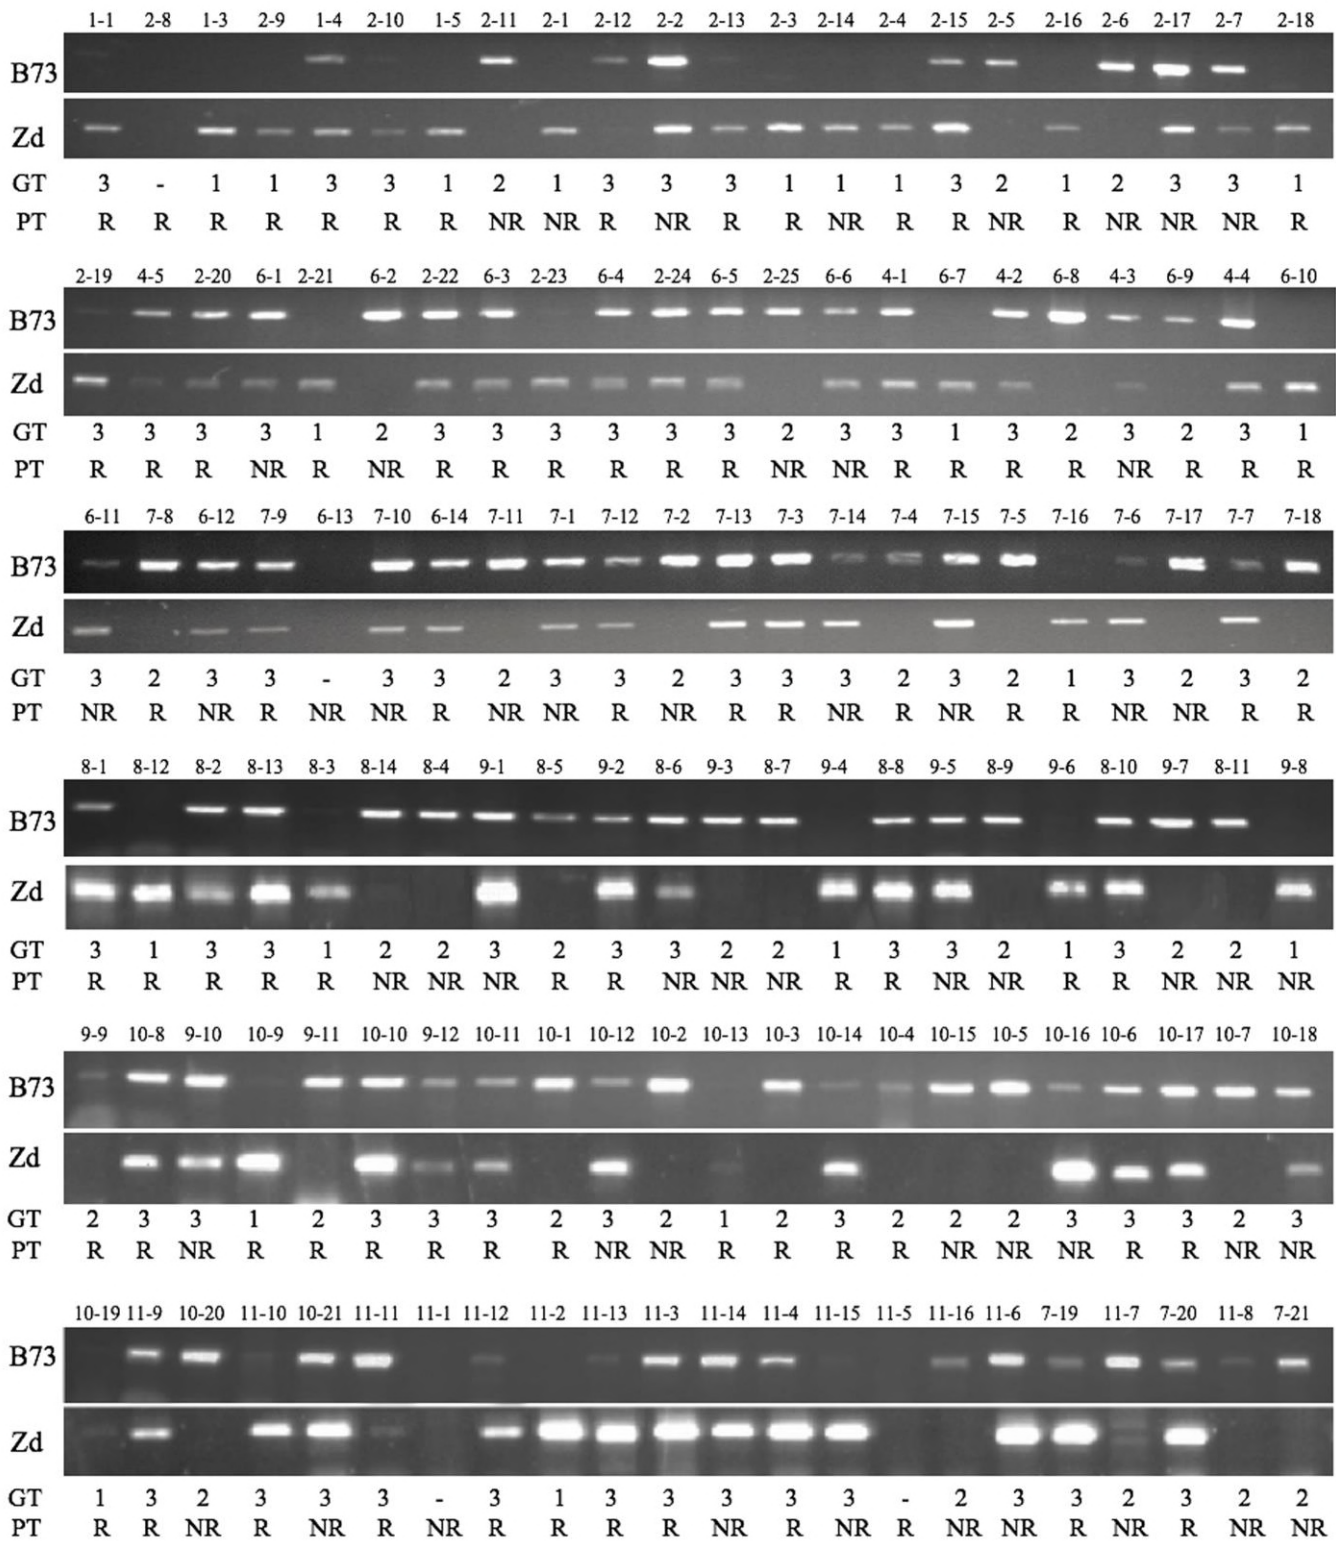 1-1 2-8 1-3 2-9 1-4 2-10 1-5 2-11 2-1 2-12 2-2 2-13 2-3 2-14 2-4 2-15 2-5 2-16 2-6 2-17 2-7 2-18
B73
Zd
GT 3 - 1 1 3 3 1 2 1 3 3 3 1 1 1 3 2 1 2 3 3 1
PT R R R R R R R NR NR R NR R R NR R R NR R NR NR NR R
2-19 4-5 2-20 6-1 2-21 6-2 2-22 6-3 2-23 6-4 2-24 6-5 2-25 6-6 4-1 6-7 4-2 6-8 4-3 6-9 4-4 6-10
B73
Zd
GT 3 3 3 3 1 2 3 3 3 3 3 3 2 3 3 1 3 2 3 2 3 1
PT R R R NR R NR R R R R R R NR NR R R R R NR R R R
6-11 7-8 6-12 7-9 6-13 7-10 6-14 7-11 7-1 7-12 7-2 7-13 7-3 7-14 7-4 7-15 7-5 7-16 7-6 7-17 7-7 7-18
B73
Zd
GT 3 2 3 3 - 3 3 2 3 3 2 3 3 3 2 3 2 1 3 2 3 2
PT NR R NR R NR NR R NR NR R NR R R NR R NR R R NR NR R R
8-1 8-12 8-2 8-13 8-3 8-14 8-4 9-1 8-5 9-2 8-6 9-3 8-7 9-4 8-8 9-5 8-9 9-6 8-10 9-7 8-11 9-8
B73
Zd
GT 3 1 3 3 1 2 2 3 2 3 3 2 2 1 3 3 2 1 3 2 2 1
PT R R R R R NR NR NR R R NR NR NR R R NR NR R R NR NR NR
9-9 10-8 9-10 10-9 9-11 10-10 9-12 10-11 10-1 10-12 10-2 10-13 10-3 10-14 10-4 10-15 10-5 10-16 10-6 10-17 10-7 10-18
B73
Zd
GT 2 3 3 1 2 3 3 3 2 3 2 1 2 3 2 2 2 3 3 3 2 3
PT R R NR R R R R R R NR NR R R R R NR NR NR R R NR NR
10-19 11-9 10-20 11-10 10-21 11-11 11-1 11-12 11-2 11-13 11-3 11-14 11-4 11-15 11-5 11-16 11-6 7-19 11-7 7-20 11-8 7-21
B73
Zd
GT 1 3 2 3 3 3 - 3 1 3 3 3 3 3 - 2 3 3 2 3 2 2
PT R R NR R NR R NR R R R R R R R R NR NR R NR R NR NR